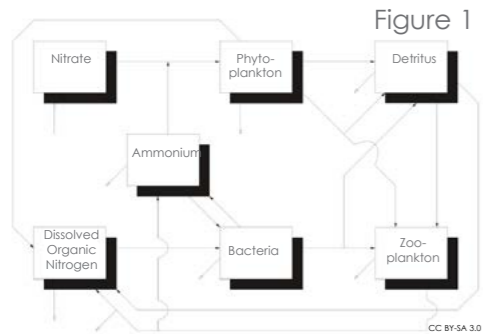 Figure 1
Nitrate
Phyto-
plankton
Detritus
Ammonium
Dissolved
Organic
Nitrogen
Bacteria
Zoo-
plankton
CC BY-SA 3.0